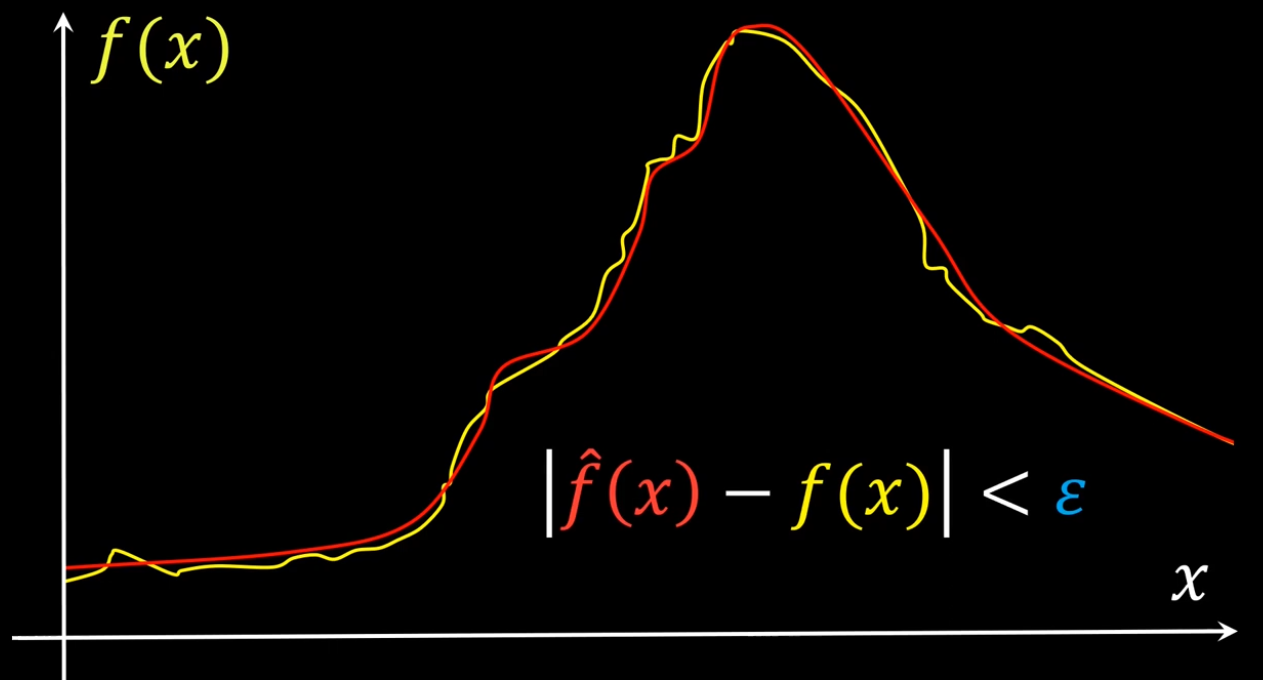 f(x)
|f̂(x) − f(x)| < ε
x